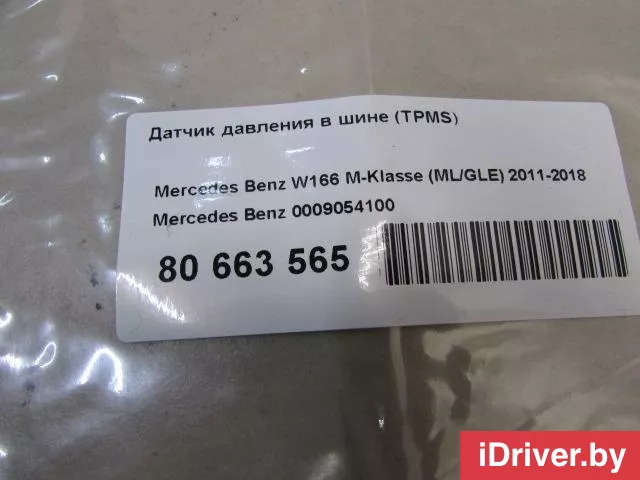 Датчик давления в шине (TPMS)
Mercedes Benz W166 M-Klasse (ML/GLE) 2011-2018
Mercedes Benz 0009054100
80 663 565
iDriver.by